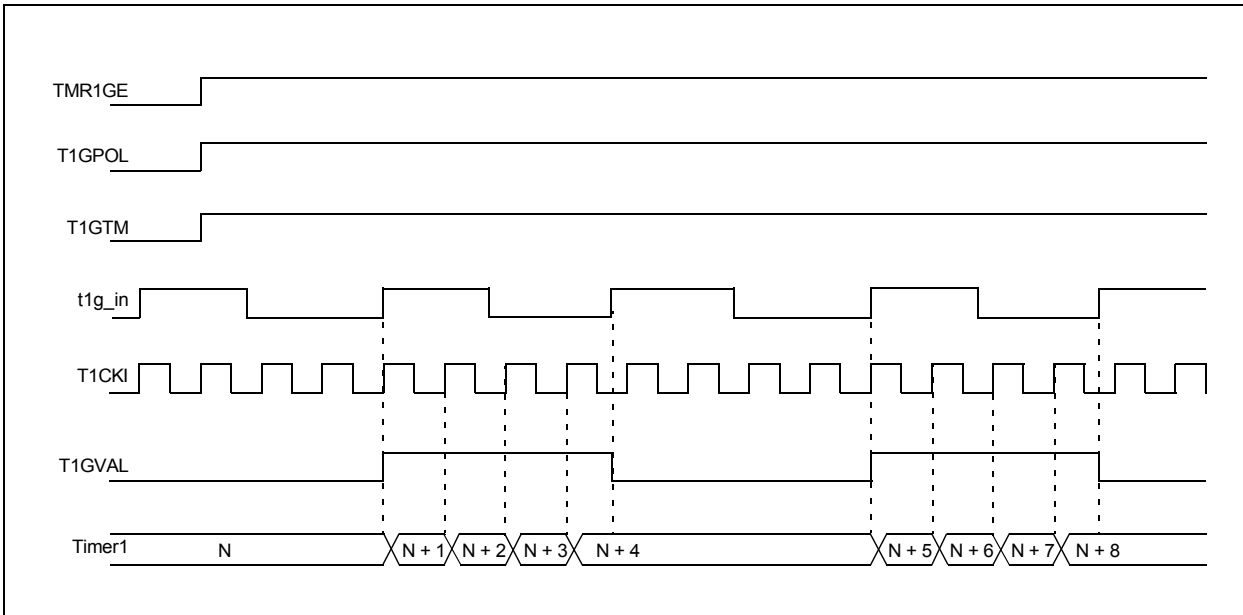 TMR1GE
T1GPOL
T1GTM
t1g_in
T1CKI
T1GVAL
Timer1 N N + 1 N + 2 N + 3 N + 4 N + 5 N + 6 N + 7 N + 8